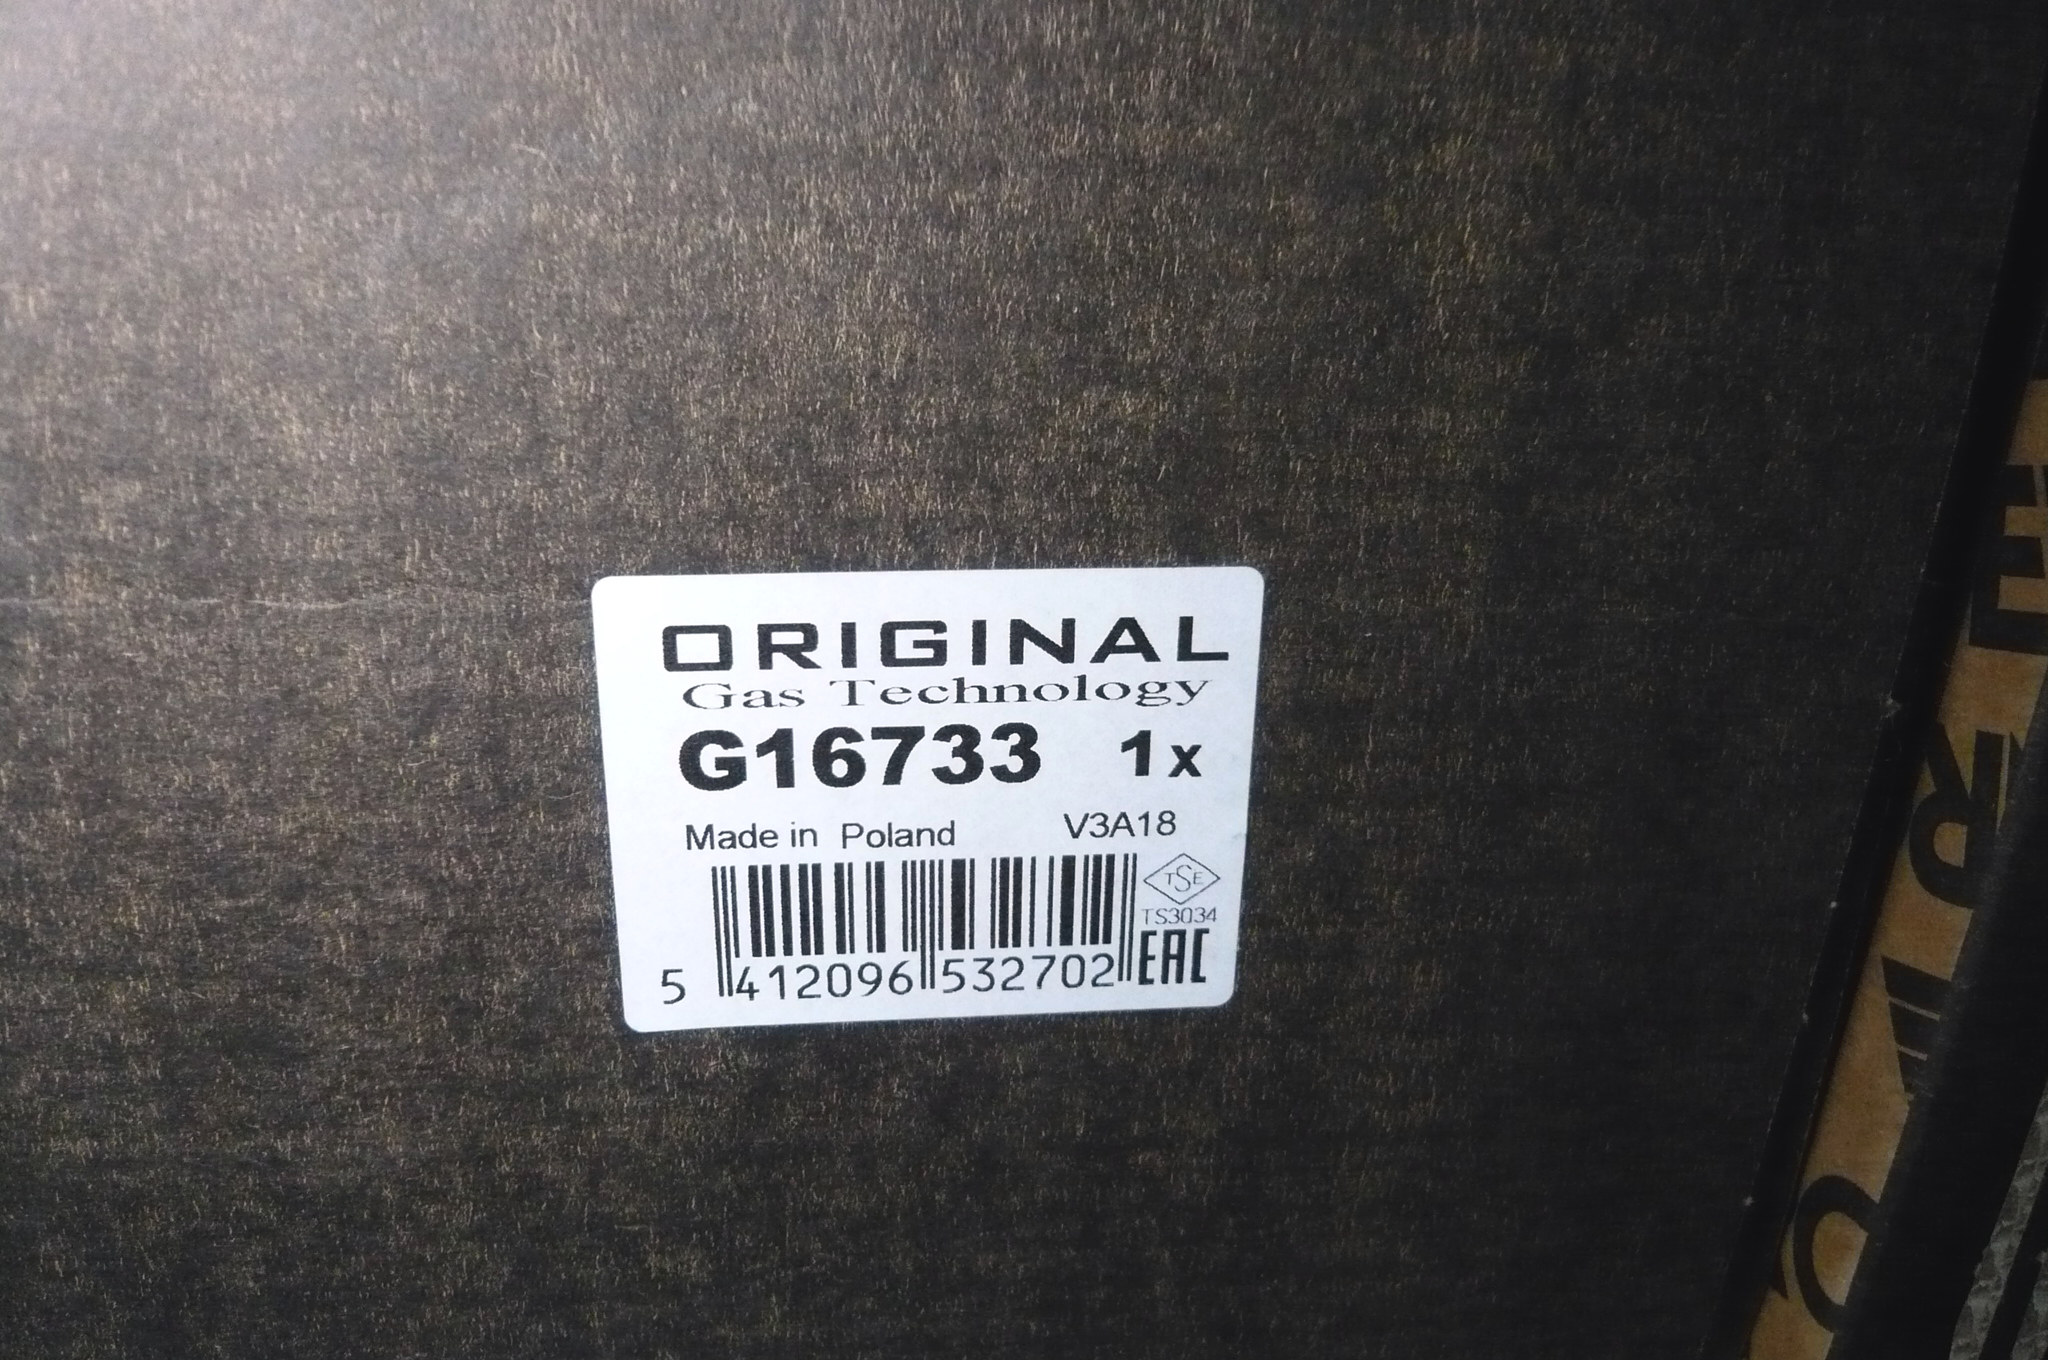 ORIGINAL
Gas Technology
G16733 1x
Made in Poland V3A18
TSE
TS3034
EAC
5 412096 532702